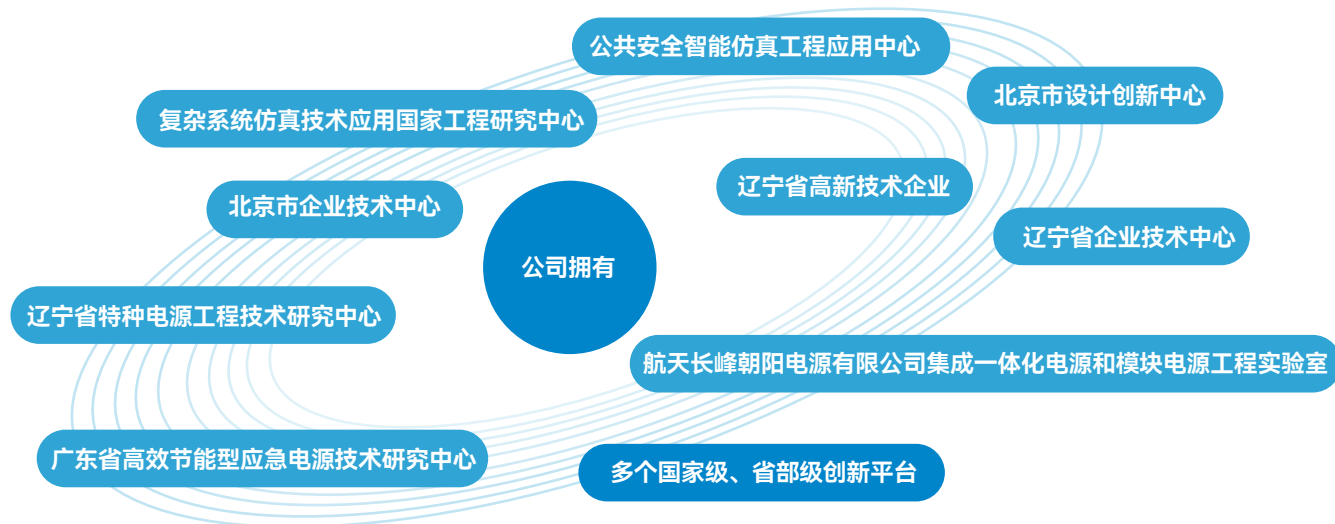 公共安全智能仿真工程应用中心
北京市设计创新中心
复杂系统仿真技术应用国家工程研究中心
辽宁省高新技术企业
北京市企业技术中心
辽宁省企业技术中心
公司拥有
辽宁省特种电源工程技术研究中心
航天长峰朝阳电源有限公司集成一体化电源和模块电源工程实验室
广东省高效节能型应急电源技术研究中心
多个国家级、省部级创新平台